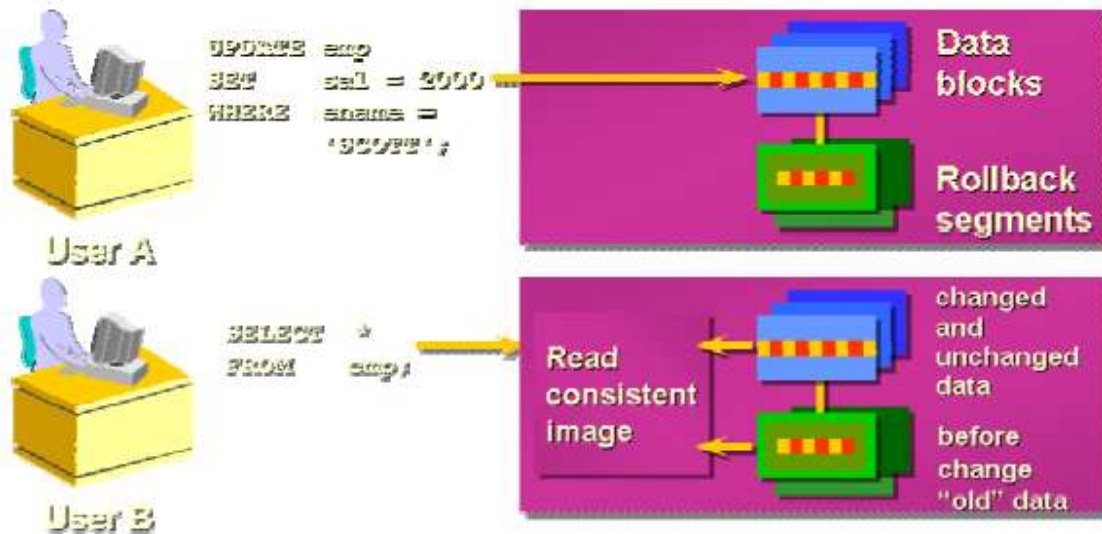 UPDATE emp
SET sal = 2000
WHERE ename =
'SCOTT';
User A
Data
blocks
Rollback
segments
SELECT *
FROM emp;
User B
Read
consistent
image
changed
and
unchanged
data
before
change
“old” data